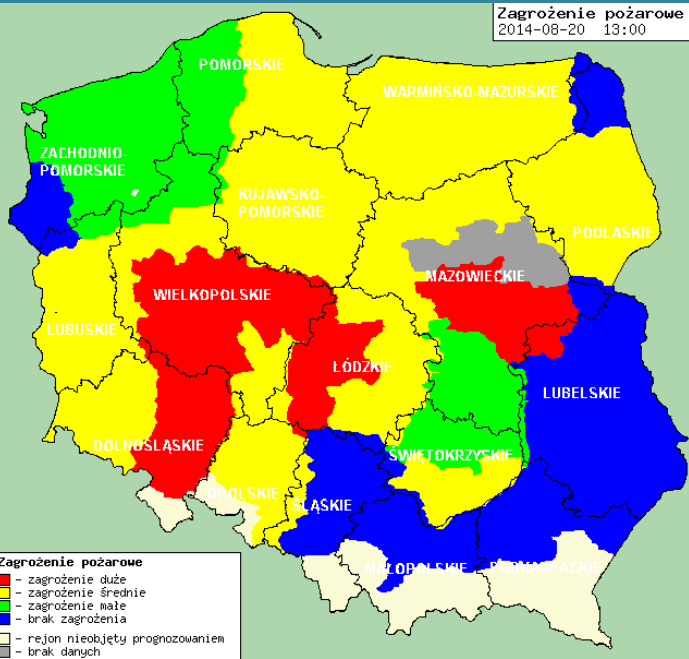 Zagrożenie pożarowe
2014-08-20 13:00
POMORSKIE
WARMIŃSKO-MAZURSKIE
ZACHODNIO-
POMORSKIE
KUJAWSKO-
POMORSKIE
PODLASKIE
MAZOWIECKIE
WIELKOPOLSKIE
LUBUSKIE
ŁÓDZKIE
LUBELSKIE
DOLNOŚLĄSKIE
ŚWIĘTOKRZYSKIE
OPOLSKIE
ŚLĄSKIE
MAŁOPOLSKIE
PODKARPACKIE
Zagrożenie pożarowe
- zagrożenie duże
- zagrożenie średnie
- zagrożenie małe
- brak zagrożenia
- rejon nieobjęty prognozowaniem
- brak danych